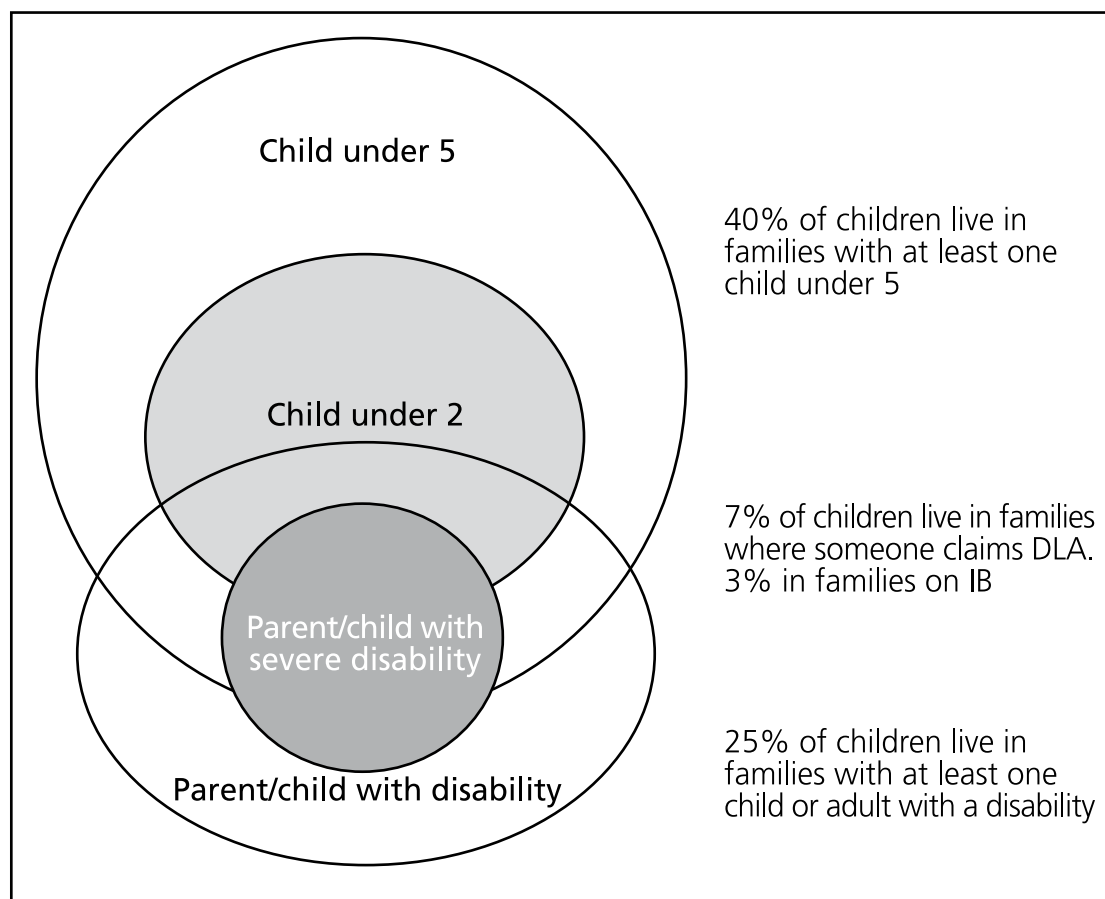 Child under 5
40% of children live in
families with at least one
child under 5
Child under 2
7% of children live in families
where someone claims DLA.
3% in families on IB
Parent/child with
severe disability
25% of children live in
families with at least one
child or adult with a disability
Parent/child with disability